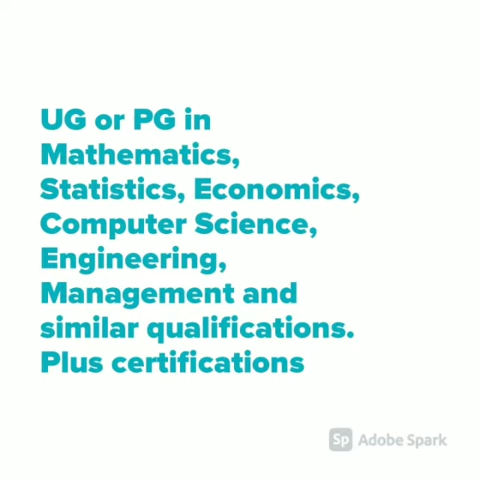 UG or PG in
Mathematics,
Statistics, Economics,
Computer Science,
Engineering,
Management and
similar qualifications.
Plus certifications
Sp Adobe Spark